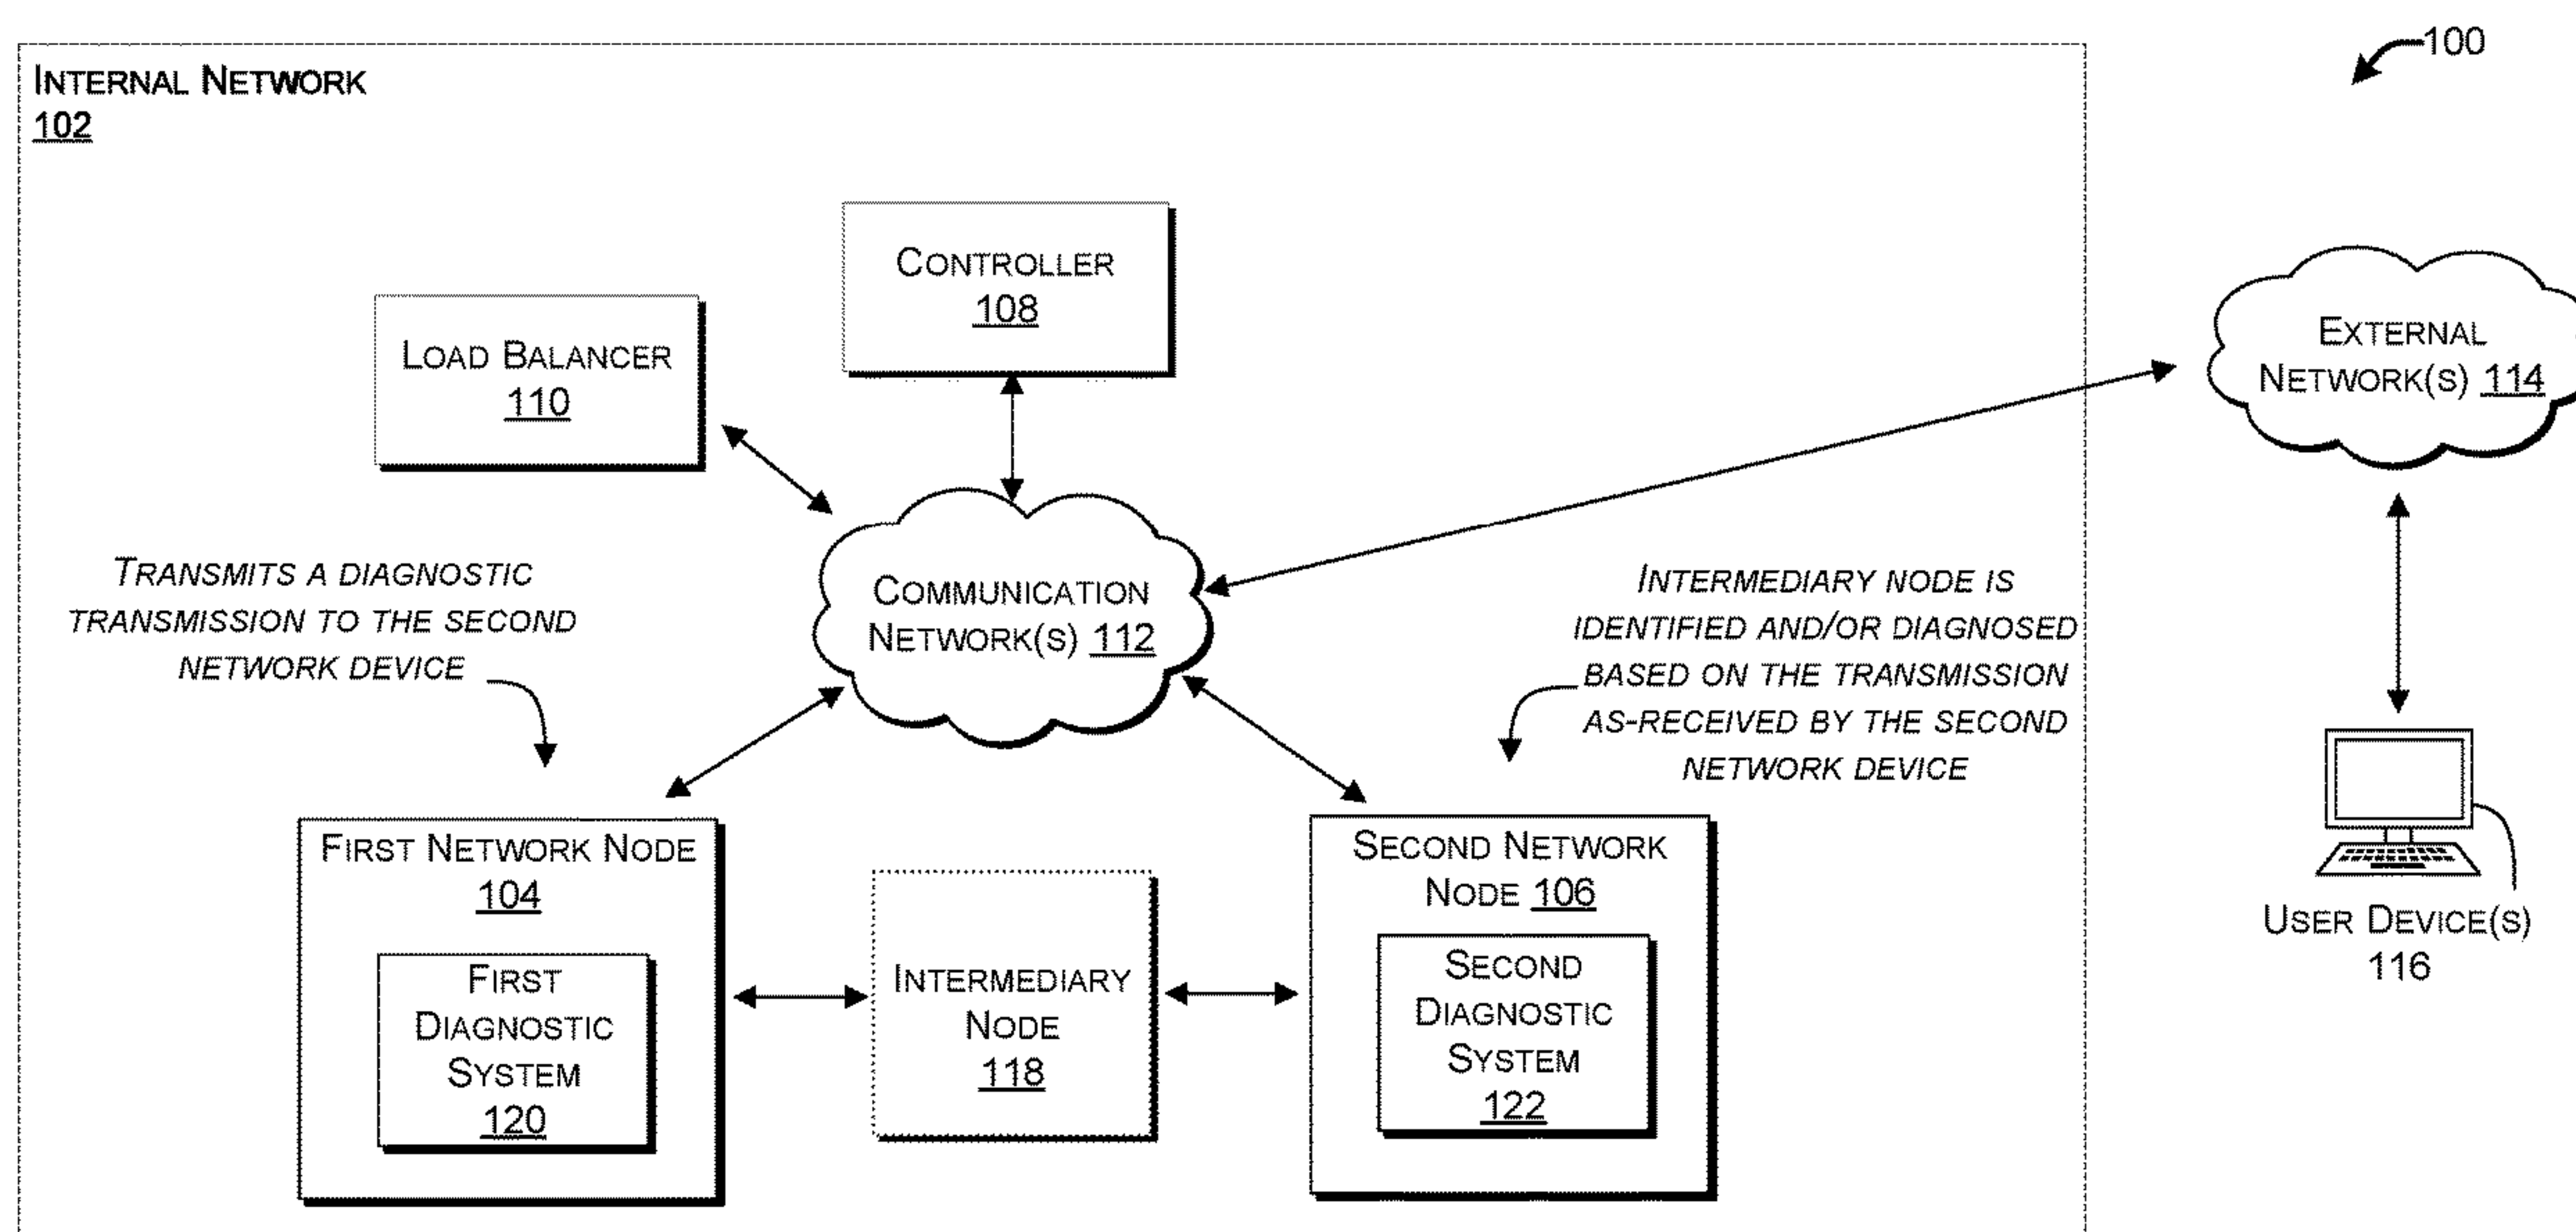 100
INTERNAL NETWORK
102
CONTROLLER
108
LOAD BALANCER
110
EXTERNAL
NETWORK(S) 114
COMMUNICATION
NETWORK(S) 112
TRANSMITS A DIAGNOSTIC
TRANSMISSION TO THE SECOND
NETWORK DEVICE
INTERMEDIARY NODE IS
IDENTIFIED AND/OR DIAGNOSED
BASED ON THE TRANSMISSION
AS-RECEIVED BY THE SECOND
NETWORK DEVICE
FIRST NETWORK NODE
104
FIRST
DIAGNOSTIC
SYSTEM
120
INTERMEDIARY
NODE
118
SECOND NETWORK
NODE 106
SECOND
DIAGNOSTIC
SYSTEM
122
USER DEVICE(S)
116